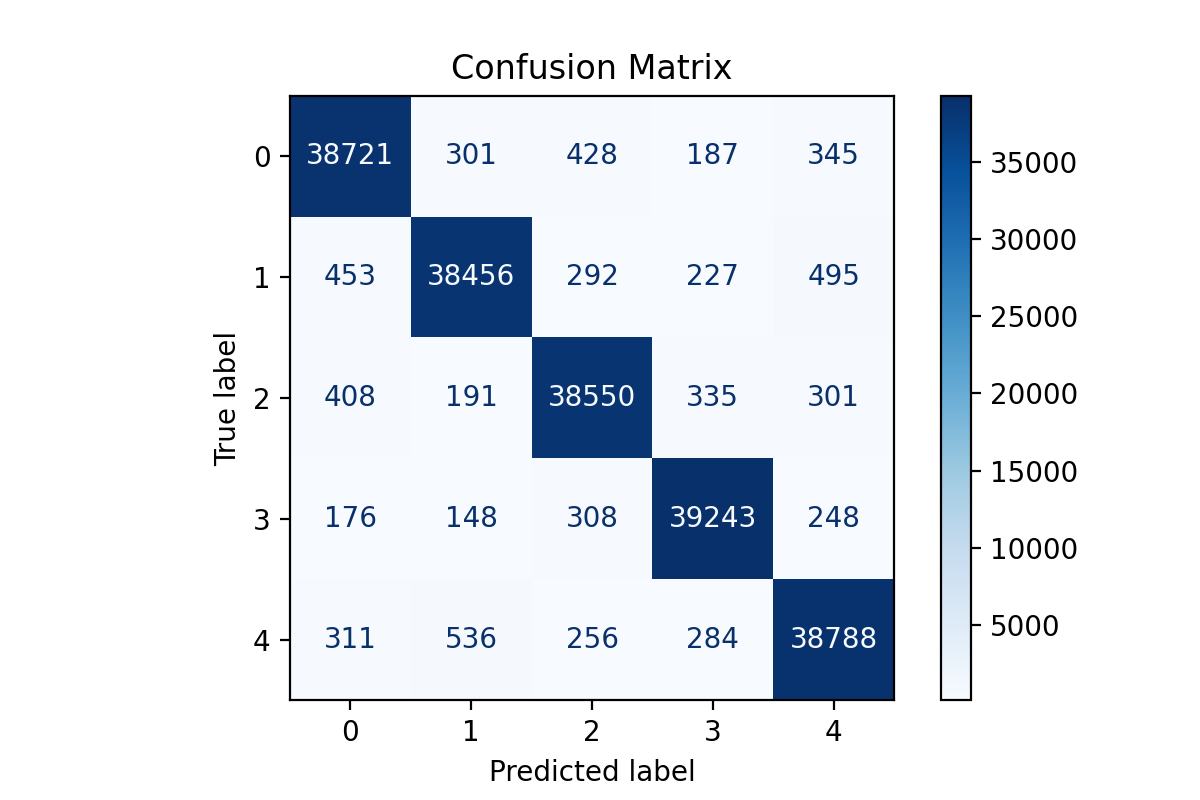 Confusion Matrix
True label
0 38721 301 428 187 345
1 453 38456 292 227 495
2 408 191 38550 335 301
3 176 148 308 39243 248
4 311 536 256 284 38788
0 1 2 3 4
Predicted label
35000
30000
25000
20000
15000
10000
5000